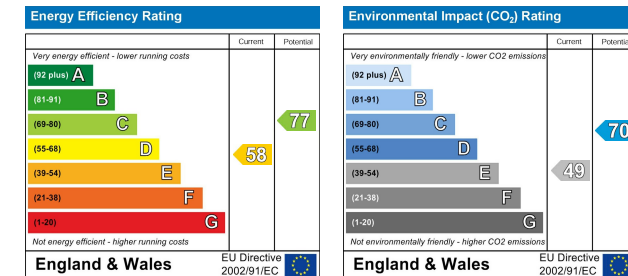 Energy Efficiency Rating
Current Potential
Very energy efficient - lower running costs
(92 plus) A
(81-91) B
(69-80) C
77
(55-68) D
58
(39-54) E
(21-38) F
(1-20) G
Not energy efficient - higher running costs
England & Wales
EU Directive
2002/91/EC
Environmental Impact (CO₂) Rating
Current Potential
Very environmentally friendly - lower CO2 emissions
(92 plus) A
(81-91) B
(69-80) C
70
(55-68) D
(39-54) E
49
(21-38) F
(1-20) G
Not environmentally friendly - higher CO2 emissions
England & Wales
EU Directive
2002/91/EC